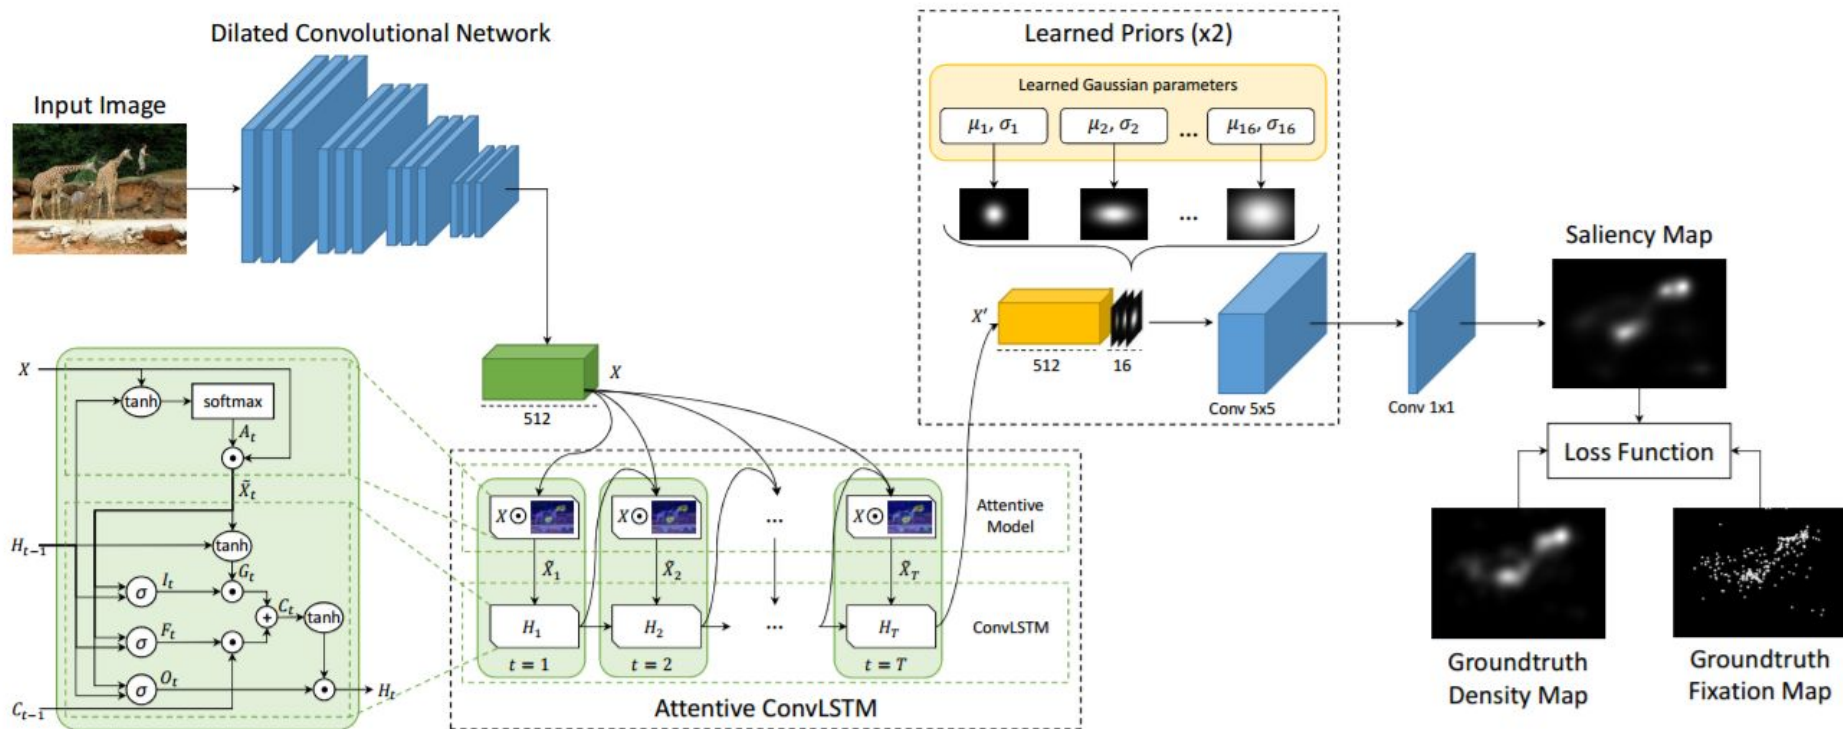 Dilated Convolutional Network
Input Image
Learned Priors (x2)
Learned Gaussian parameters
μ₁, σ₁
μ₂, σ₂
...
μ₁₆, σ₁₆
...
X′
512
16
Conv 5x5
Conv 1x1
Saliency Map
Loss Function
Groundtruth
Density Map
Groundtruth
Fixation Map
X
512
X
tanh
softmax
Aₜ
X̃ₜ
Hₜ₋₁
tanh
Gₜ
σ
Iₜ
Cₜ
tanh
σ
Fₜ
σ
Oₜ
Hₜ
Cₜ₋₁
X ⊙
X ⊙
...
X ⊙
Attentive
Model
X̃₁
X̃₂
X̃_T
H₁
H₂
...
H_T
ConvLSTM
t = 1
t = 2
t = T
Attentive ConvLSTM